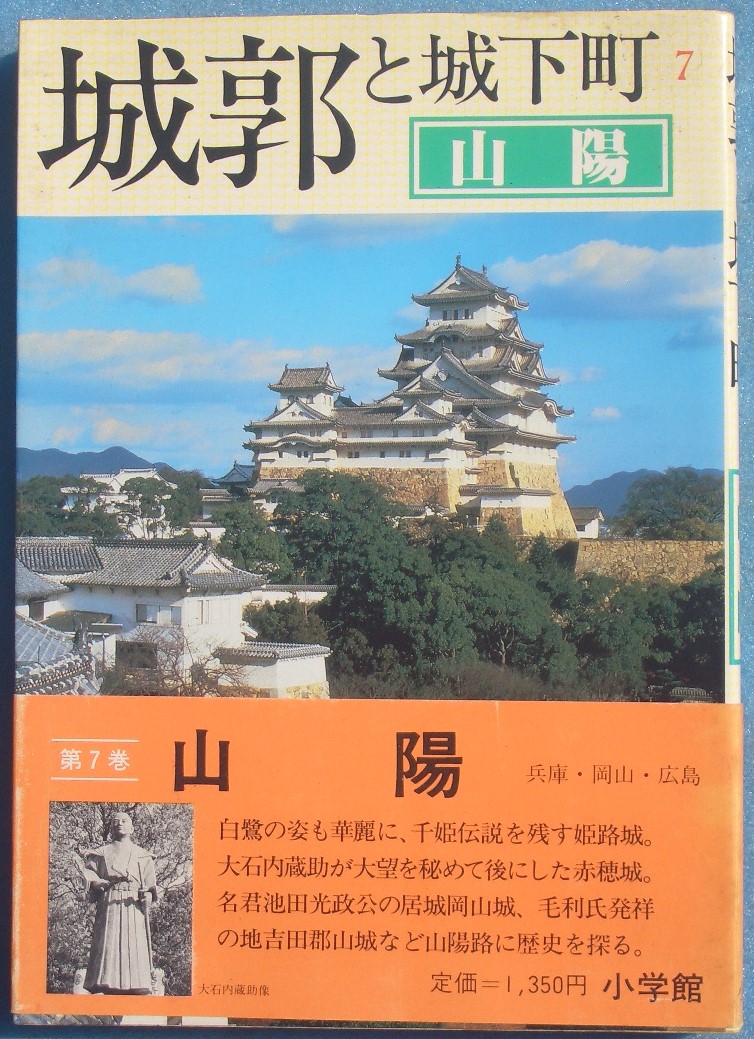 城郭と城下町 7
山陽
第7巻
山陽
兵庫・岡山・広島
白鷺の姿も華麗に、千姫伝説を残す姫路城。
大石内蔵助が大望を秘めて後にした赤穂城。
名君池田光政公の居城岡山城、毛利氏発祥
の地吉田郡山城など山陽路に歴史を探る。
大石内蔵助像
定価=1,350円 小学館